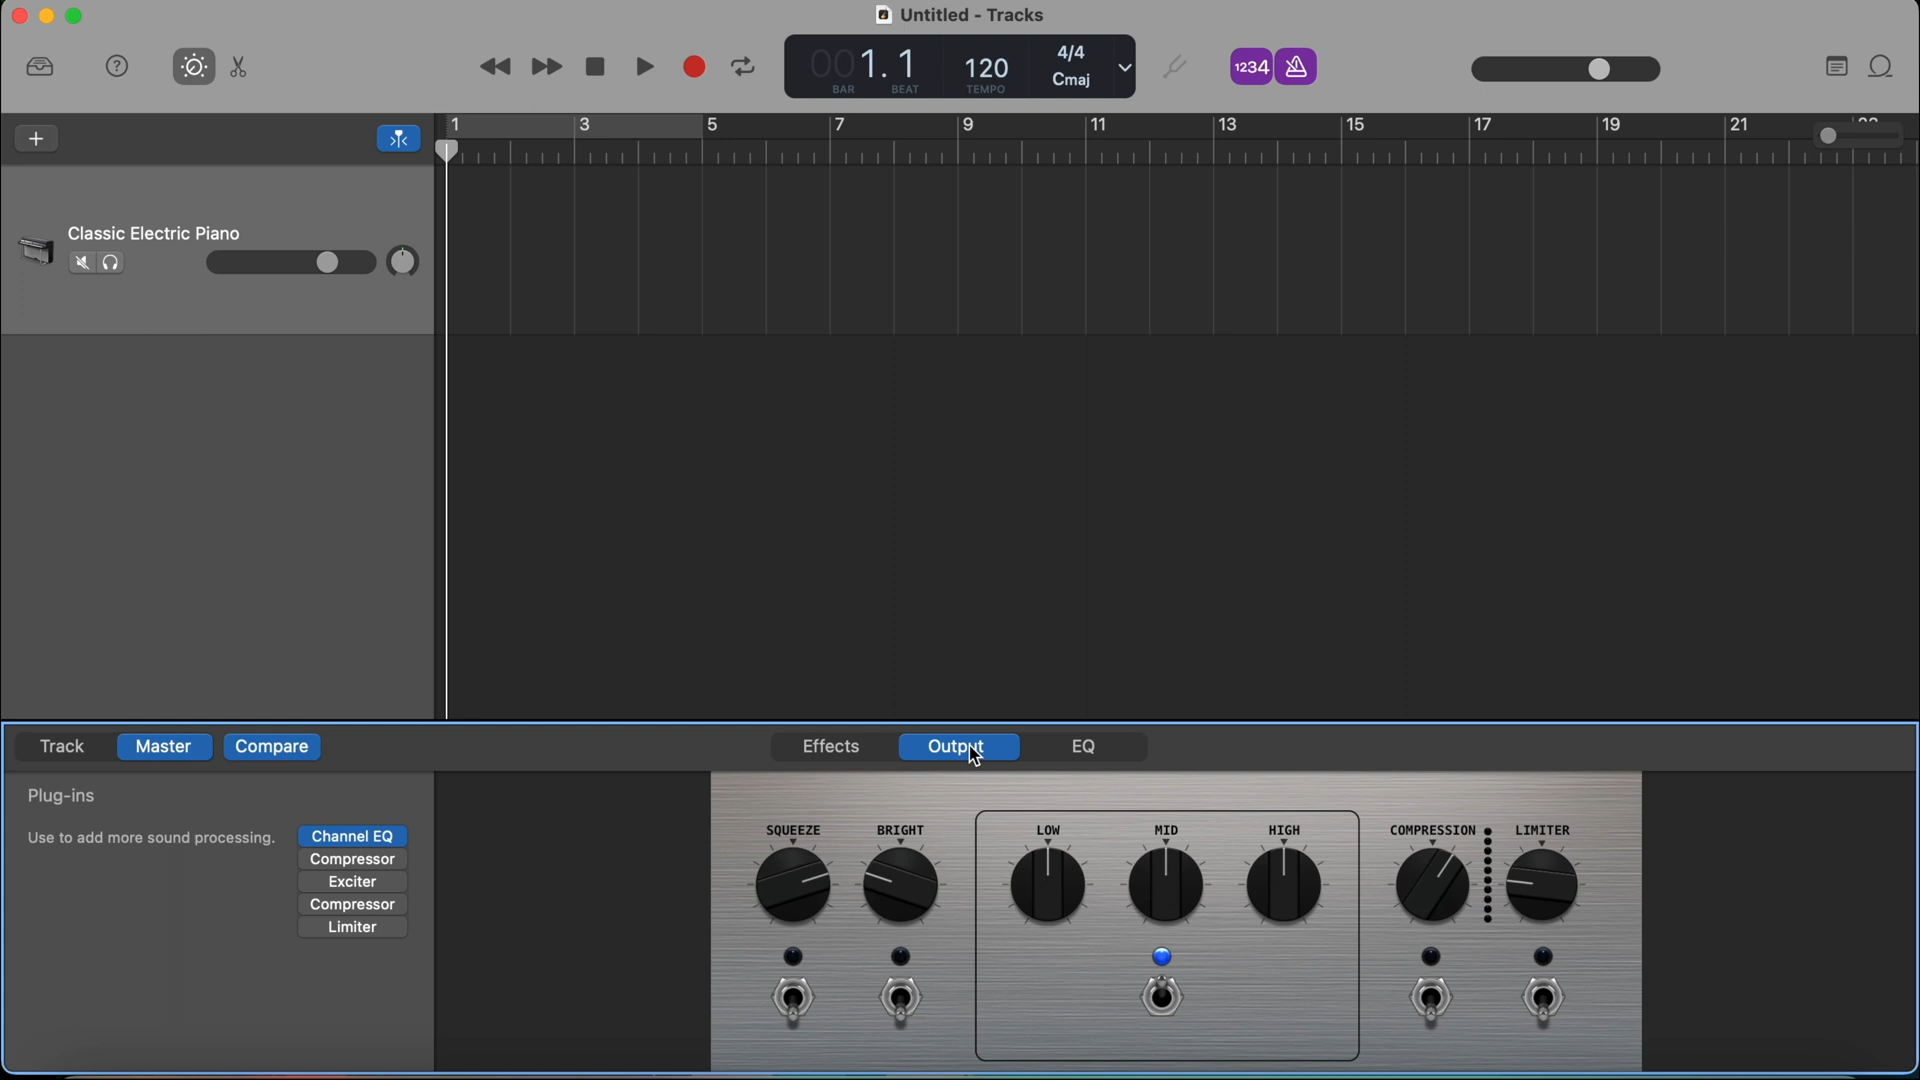 Untitled - Tracks
001. 1
BAR BEAT
120
TEMPO
4/4
Cmaj
1234
1 3 5 7 9 11 13 15 17 19 21
Classic Electric Piano
Track Master Compare
Effects Output EQ
Plug-ins
Use to add more sound processing.
Channel EQ
Compressor
Exciter
Compressor
Limiter
SQUEEZE BRIGHT LOW MID HIGH COMPRESSION LIMITER